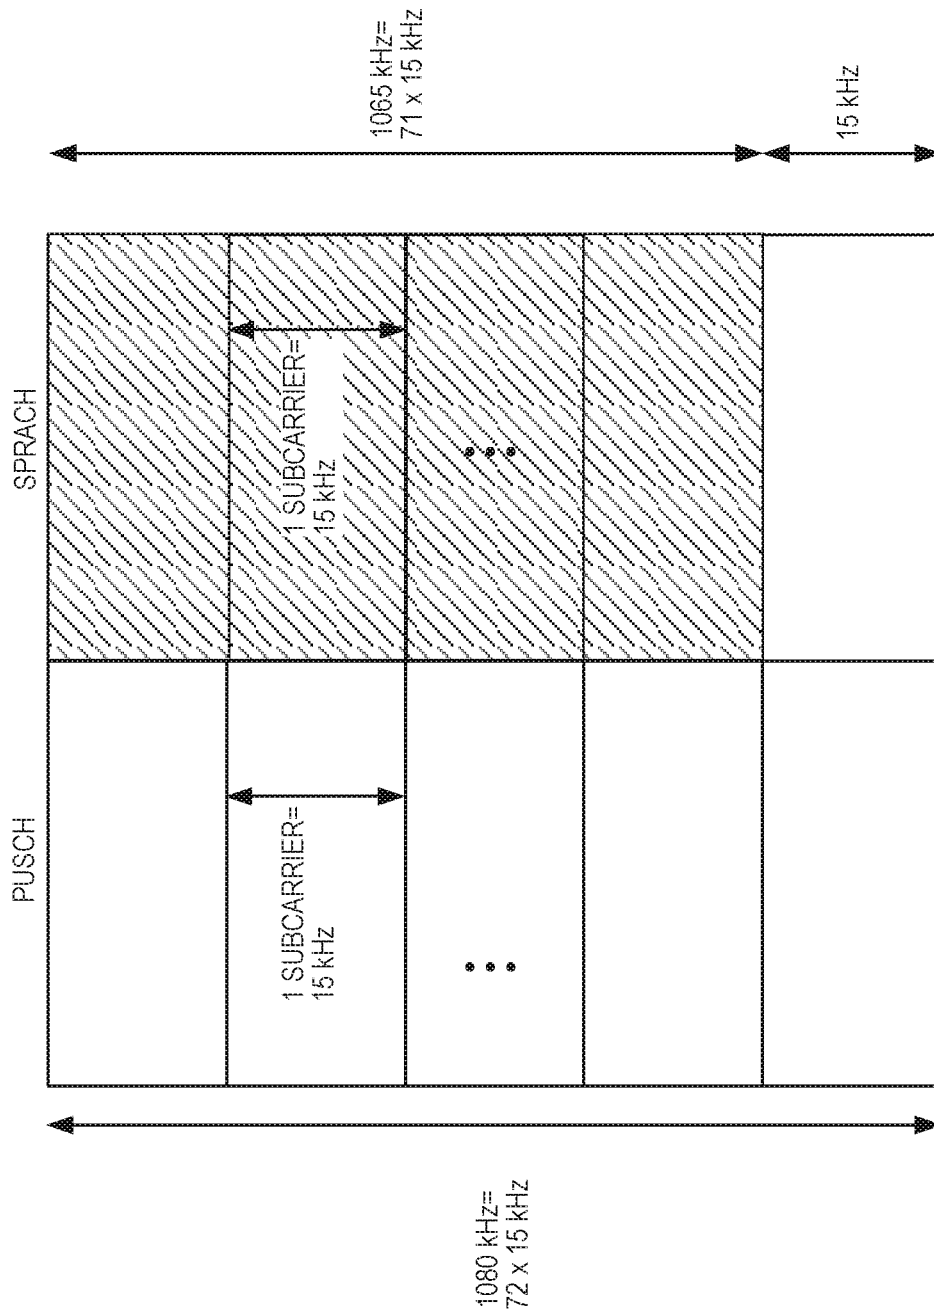 PUSCH
SPRACH
1 SUBCARRIER=
15 kHz
1 SUBCARRIER=
15 kHz
1080 kHz=
72 x 15 kHz
1065 kHz=
71 x 15 kHz
15 kHz